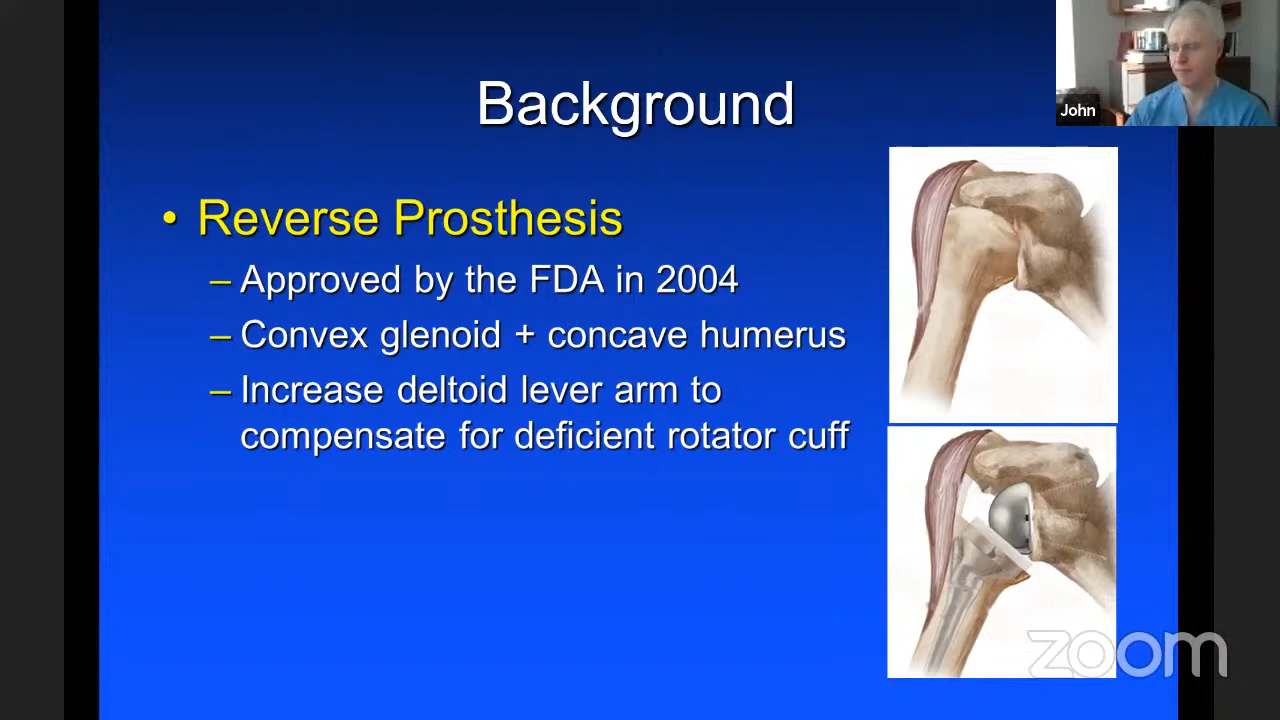 Background
John
• Reverse Prosthesis
– Approved by the FDA in 2004
– Convex glenoid + concave humerus
– Increase deltoid lever arm to
compensate for deficient rotator cuff
zoom